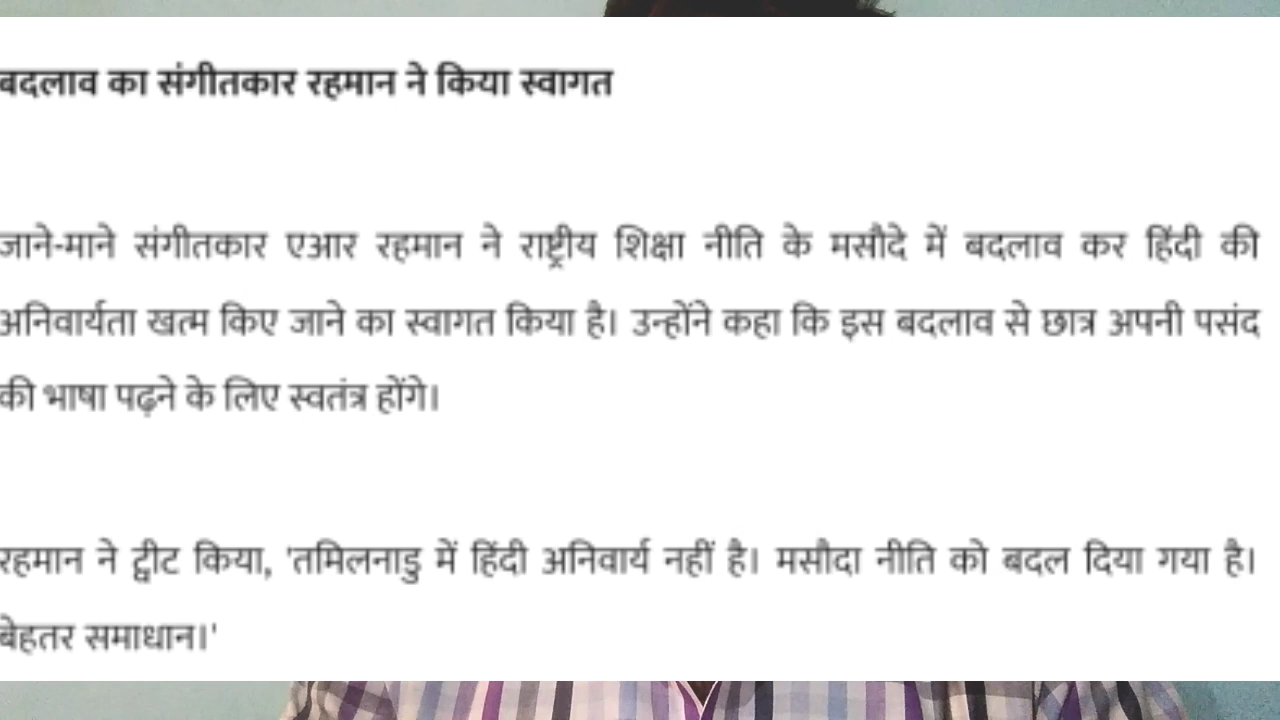 बदलाव का संगीतकार रहमान ने किया स्वागत
जाने-माने संगीतकार एआर रहमान ने राष्ट्रीय शिक्षा नीति के मसौदे में बदलाव कर हिंदी की
अनिवार्यता खत्म किए जाने का स्वागत किया है। उन्होंने कहा कि इस बदलाव से छात्र अपनी पसंद
की भाषा पढ़ने के लिए स्वतंत्र होंगे।
रहमान ने ट्वीट किया, 'तमिलनाडु में हिंदी अनिवार्य नहीं है। मसौदा नीति को बदल दिया गया है।
बेहतर समाधान।'